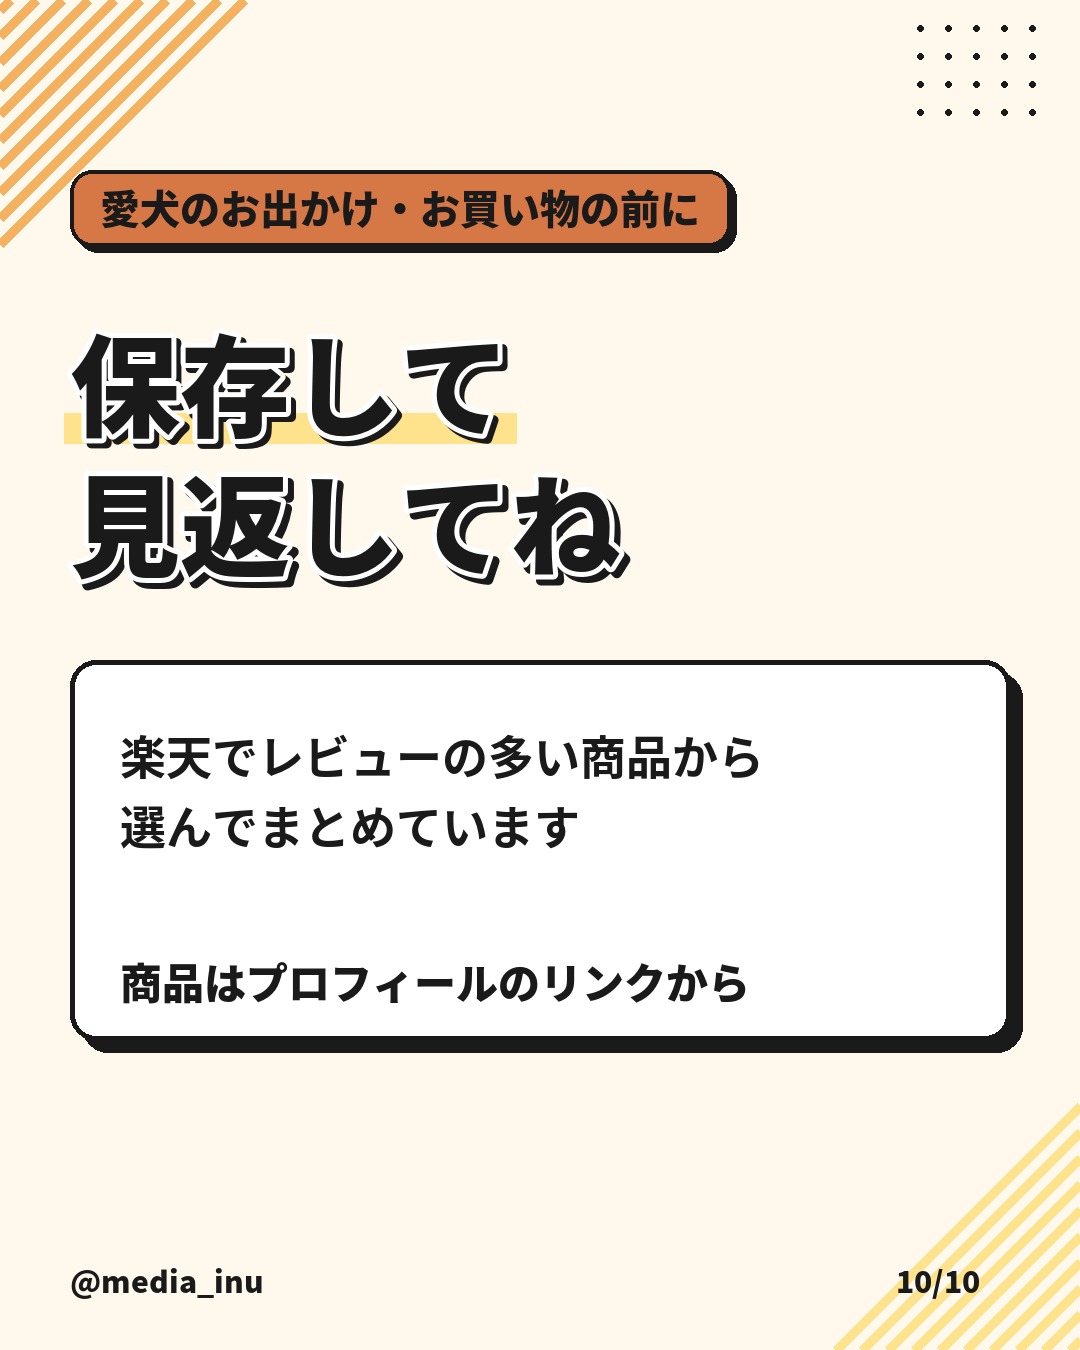 愛犬のお出かけ・お買い物の前に
保存して
見返してね
楽天でレビューの多い商品から
選んでまとめています
商品はプロフィールのリンクから
@media_inu
10/10